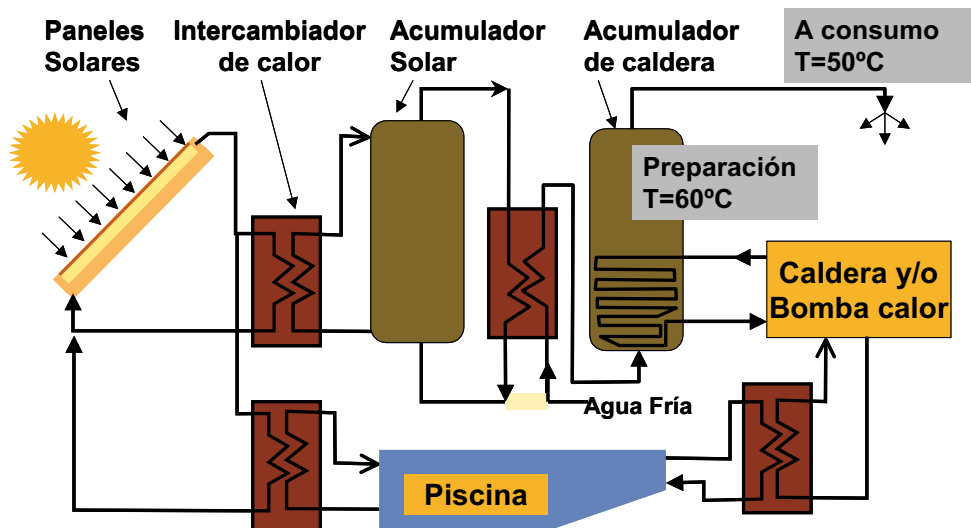 Paneles
Solares
Intercambiador
de calor
Acumulador
Solar
Acumulador
de caldera
A consumo
T=50ºC
Preparación
T=60ºC
Caldera y/o
Bomba calor
Agua Fría
Piscina